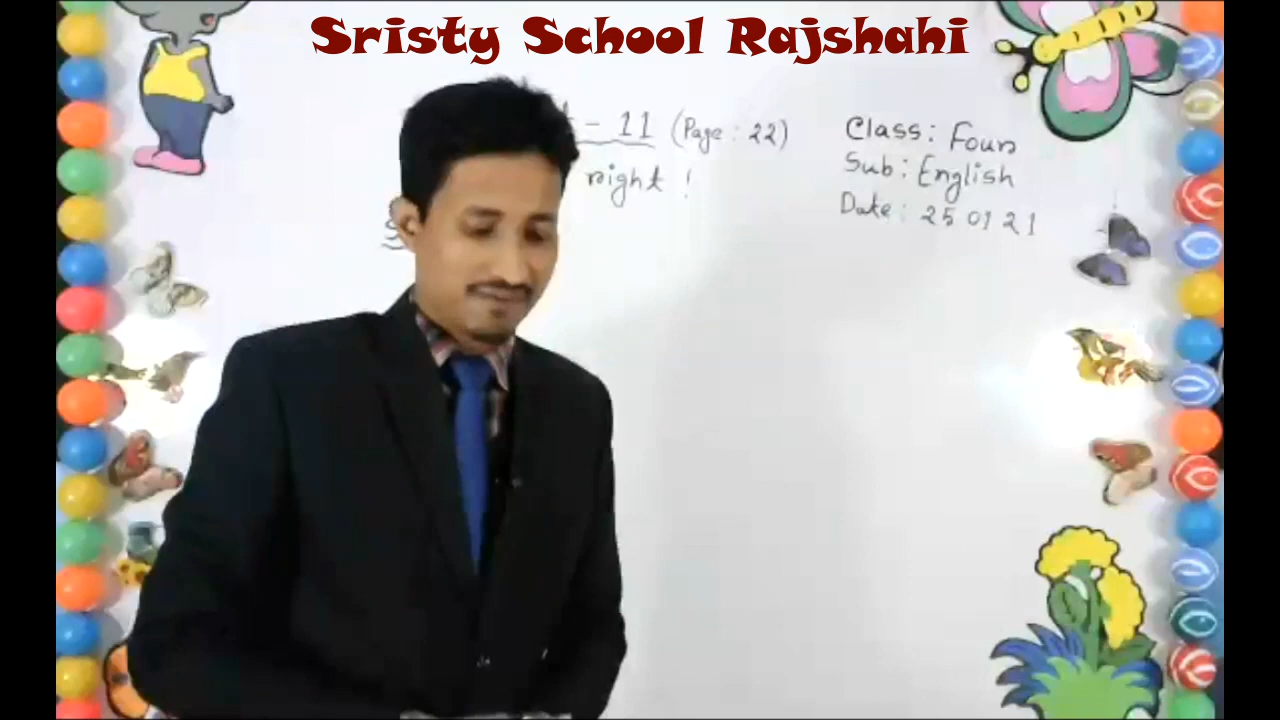 Sristy School Rajshahi
- 11 (Page : 22)
right !
Class: Four
Sub: English
Date: 25 01 21